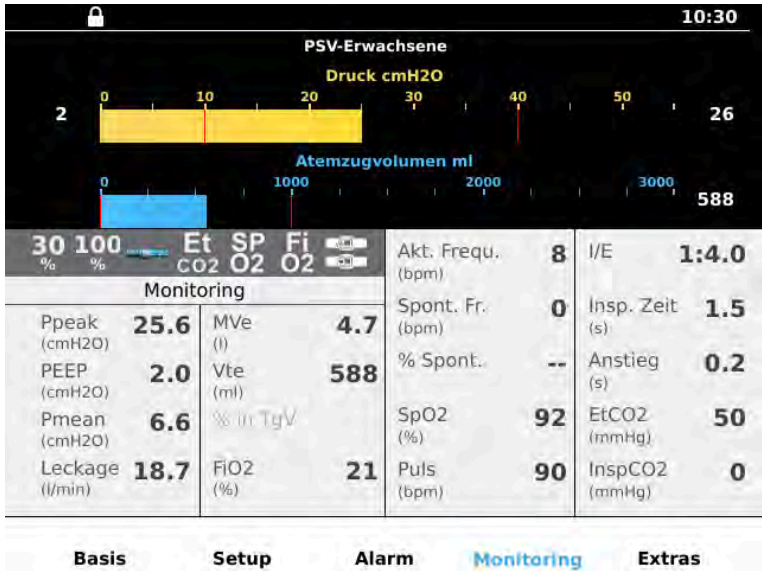 10:30
PSV-Erwachsene
Druck cmH2O
0 10 20 30 40 50
2 26
Atemzugvolumen ml
0 1000 2000 3000
588
30 % 100 % Et CO2 SP O2 Fi O2
Monitoring
Ppeak (cmH2O) 25.6
PEEP (cmH2O) 2.0
Pmean (cmH2O) 6.6
Leckage (l/min) 18.7
MVe (l) 4.7
Vte (ml) 588
% in TgV
FiO2 (%) 21
Akt. Frequ. (bpm) 8
Spont. Fr. (bpm) 0
% Spont. --
SpO2 (%) 92
Puls (bpm) 90
I/E 1:4.0
Insp. Zeit (s) 1.5
Anstieg (s) 0.2
EtCO2 (mmHg) 50
InspCO2 (mmHg) 0
Basis Setup Alarm Monitoring Extras